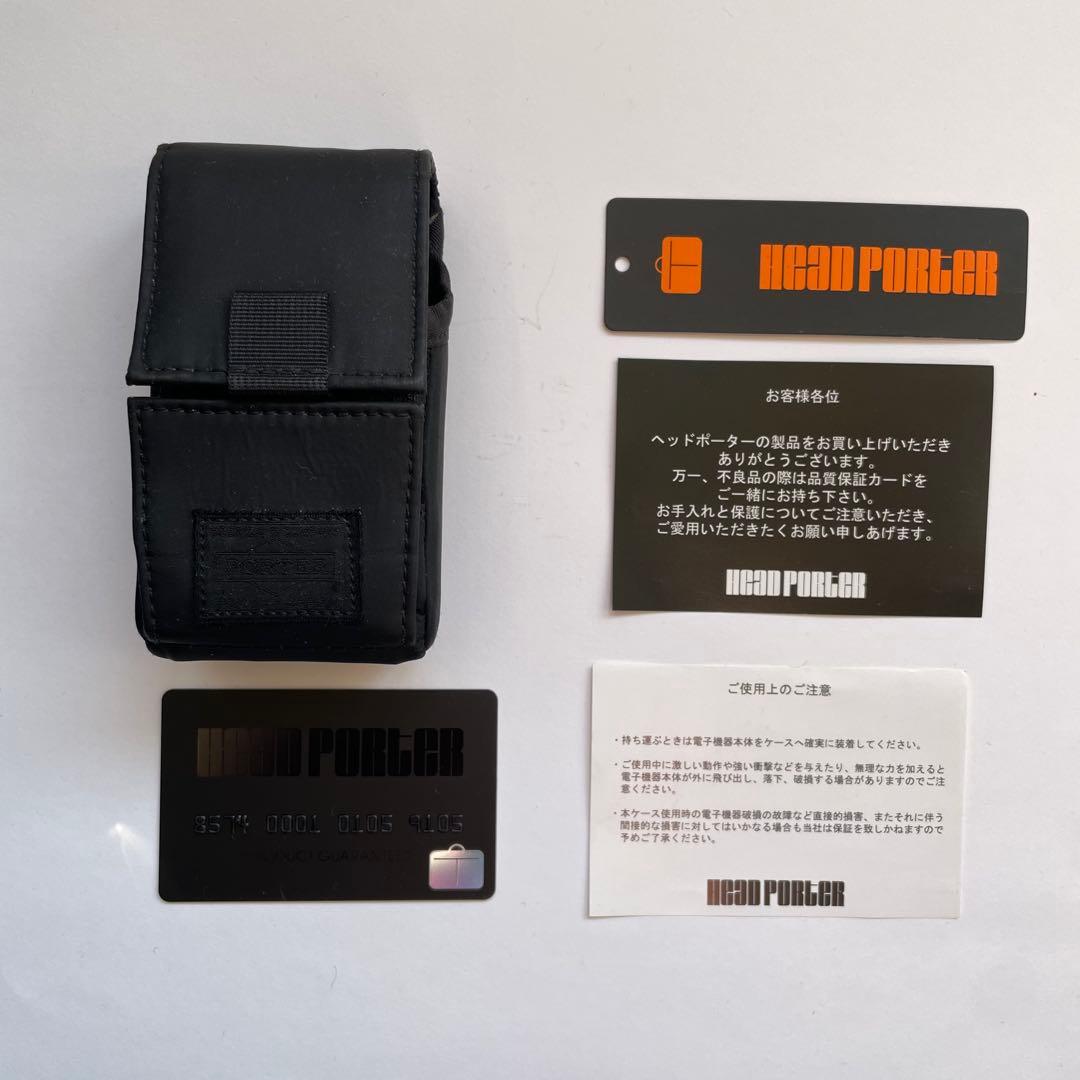 PORTER
HEAD PORTER
8574 0001 0105 9105
PRODUCT GUARANTEE
HEAD PORTER
お客様各位
ヘッドポーターの製品をお買い上げいただき
ありがとうございます。
万一、不良品の際は品質保証カードを
ご一緒にお持ち下さい。
お手入れと保護についてご注意いただき、
ご愛用いただきたくお願い申しあげます。
HEAD PORTER
ご使用上のご注意
・持ち運ぶときは電子機器本体をケースへ確実に装着してください。
・ご使用中に激しい動作や強い衝撃などを与えたり、無理な力を加えると
電子機器本体が外に飛び出し、落下、破損する場合がありますのでご注
意ください。
・本ケース使用時の電子機器破損の故障など直接的損害、またそれに伴う
間接的な損害に対してはいかなる場合も当社は保証を致しかねますので
予めご了承ください。
HEAD PORTER